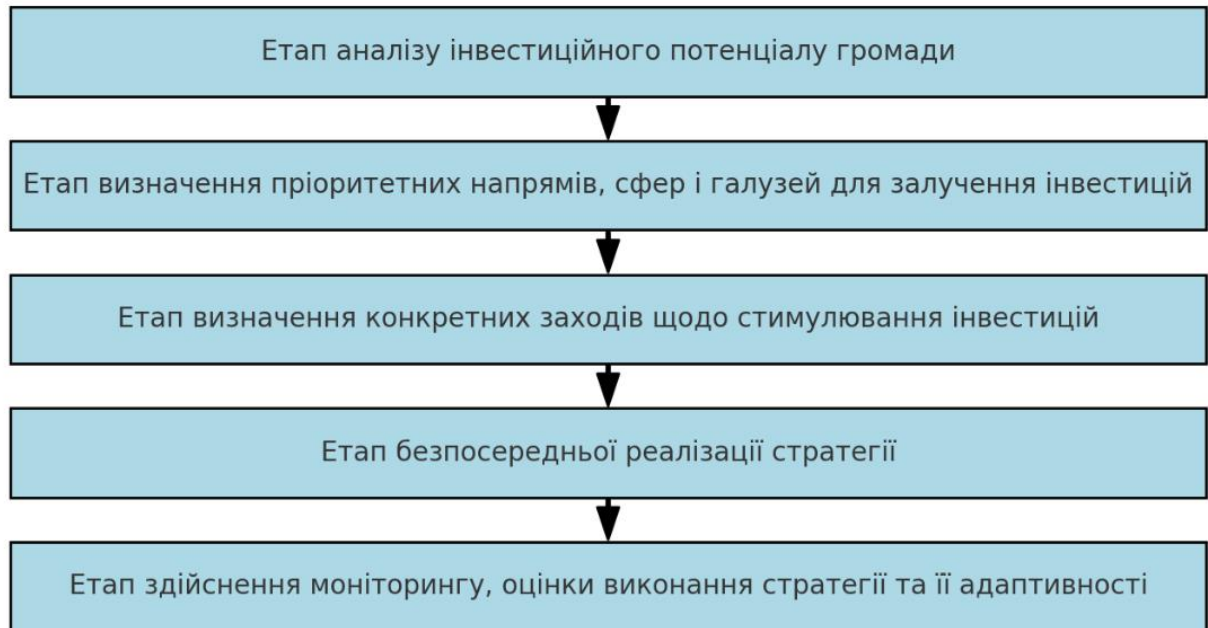 Етап аналізу інвестиційного потенціалу громади
Етап визначення пріоритетних напрямів, сфер і галузей для залучення інвестицій
Етап визначення конкретних заходів щодо стимулювання інвестицій
Етап безпосередньої реалізації стратегії
Етап здійснення моніторингу, оцінки виконання стратегії та її адаптивності